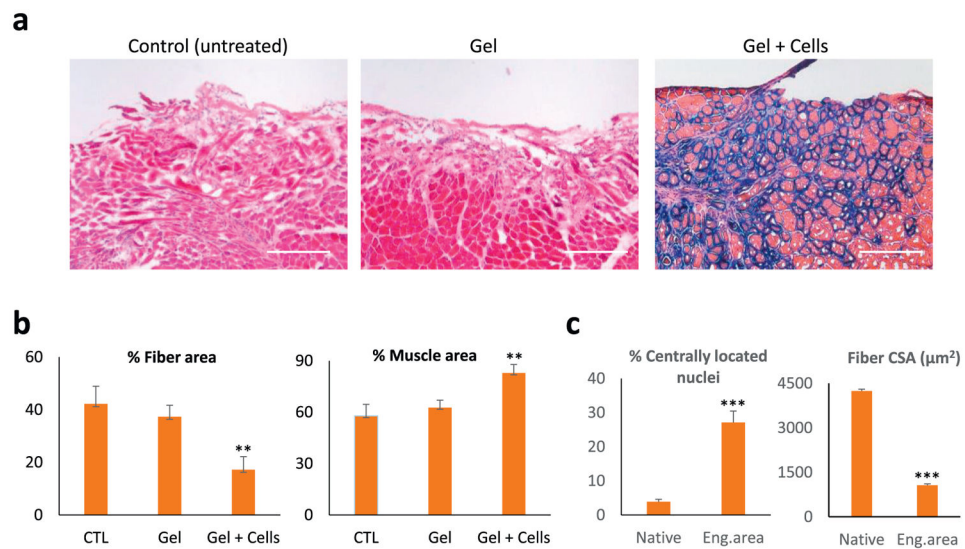 a
Control (untreated)
Gel
Gel + Cells
b
% Fiber area
60
40
20
0
CTL
Gel
Gel + Cells
**
% Muscle area
90
60
30
0
CTL
Gel
Gel + Cells
**
c
% Centrally located
nuclei
40
30
20
10
0
Native
Eng.area
***
Fiber CSA (µm²)
4500
3000
1500
0
Native
Eng.area
***